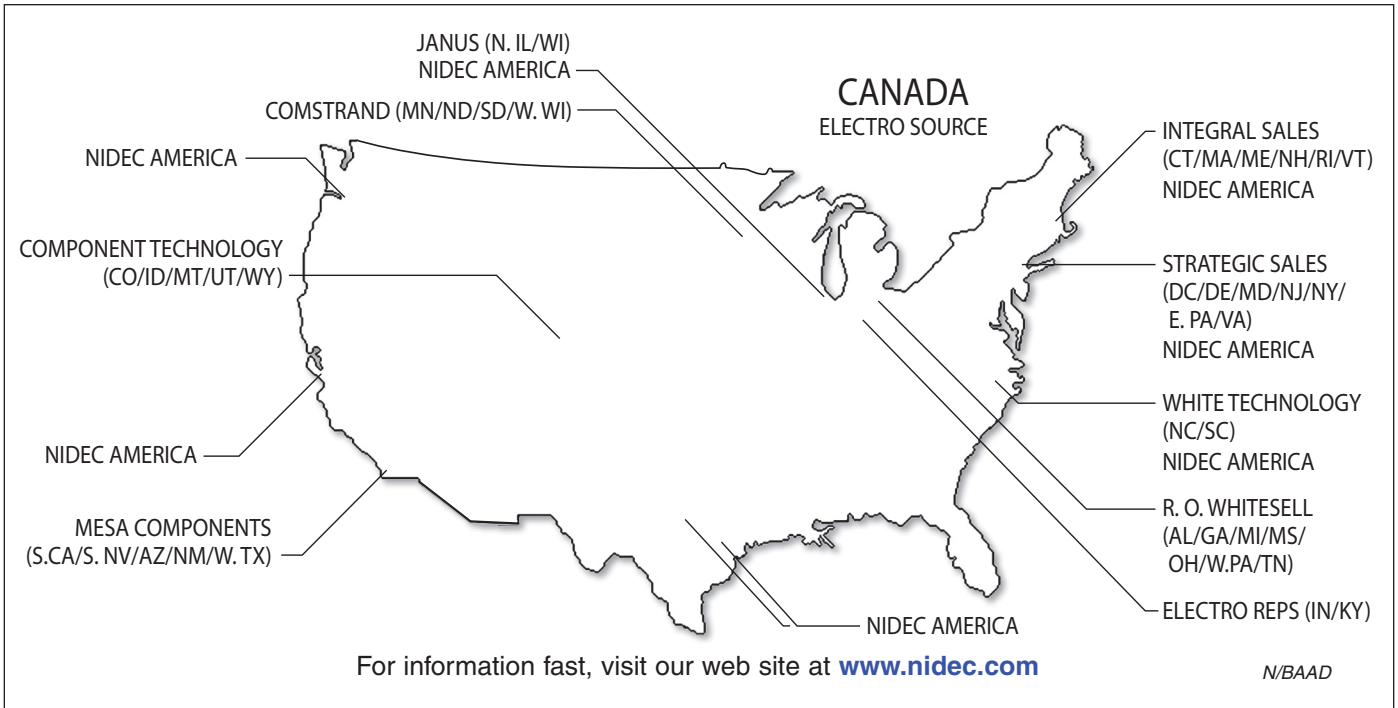 JANUS (N. IL/WI)
NIDEC AMERICA
COMSTRAND (MN/ND/SD/W. WI)
NIDEC AMERICA
COMPONENT TECHNOLOGY
(CO/ID/MT/UT/WY)
NIDEC AMERICA
MESA COMPONENTS
(S.CA/S. NV/AZ/NM/W. TX)
CANADA
ELECTRO SOURCE
INTEGRAL SALES
(CT/MA/ME/NH/RI/VT)
NIDEC AMERICA
STRATEGIC SALES
(DC/DE/MD/NJ/NY/
E. PA/VA)
NIDEC AMERICA
WHITE TECHNOLOGY
(NC/SC)
NIDEC AMERICA
R. O. WHITESELL
(AL/GA/MI/MS/
OH/W.PA/TN)
ELECTRO REPS (IN/KY)
NIDEC AMERICA
For information fast, visit our web site at www.nidec.com
N/BAAD